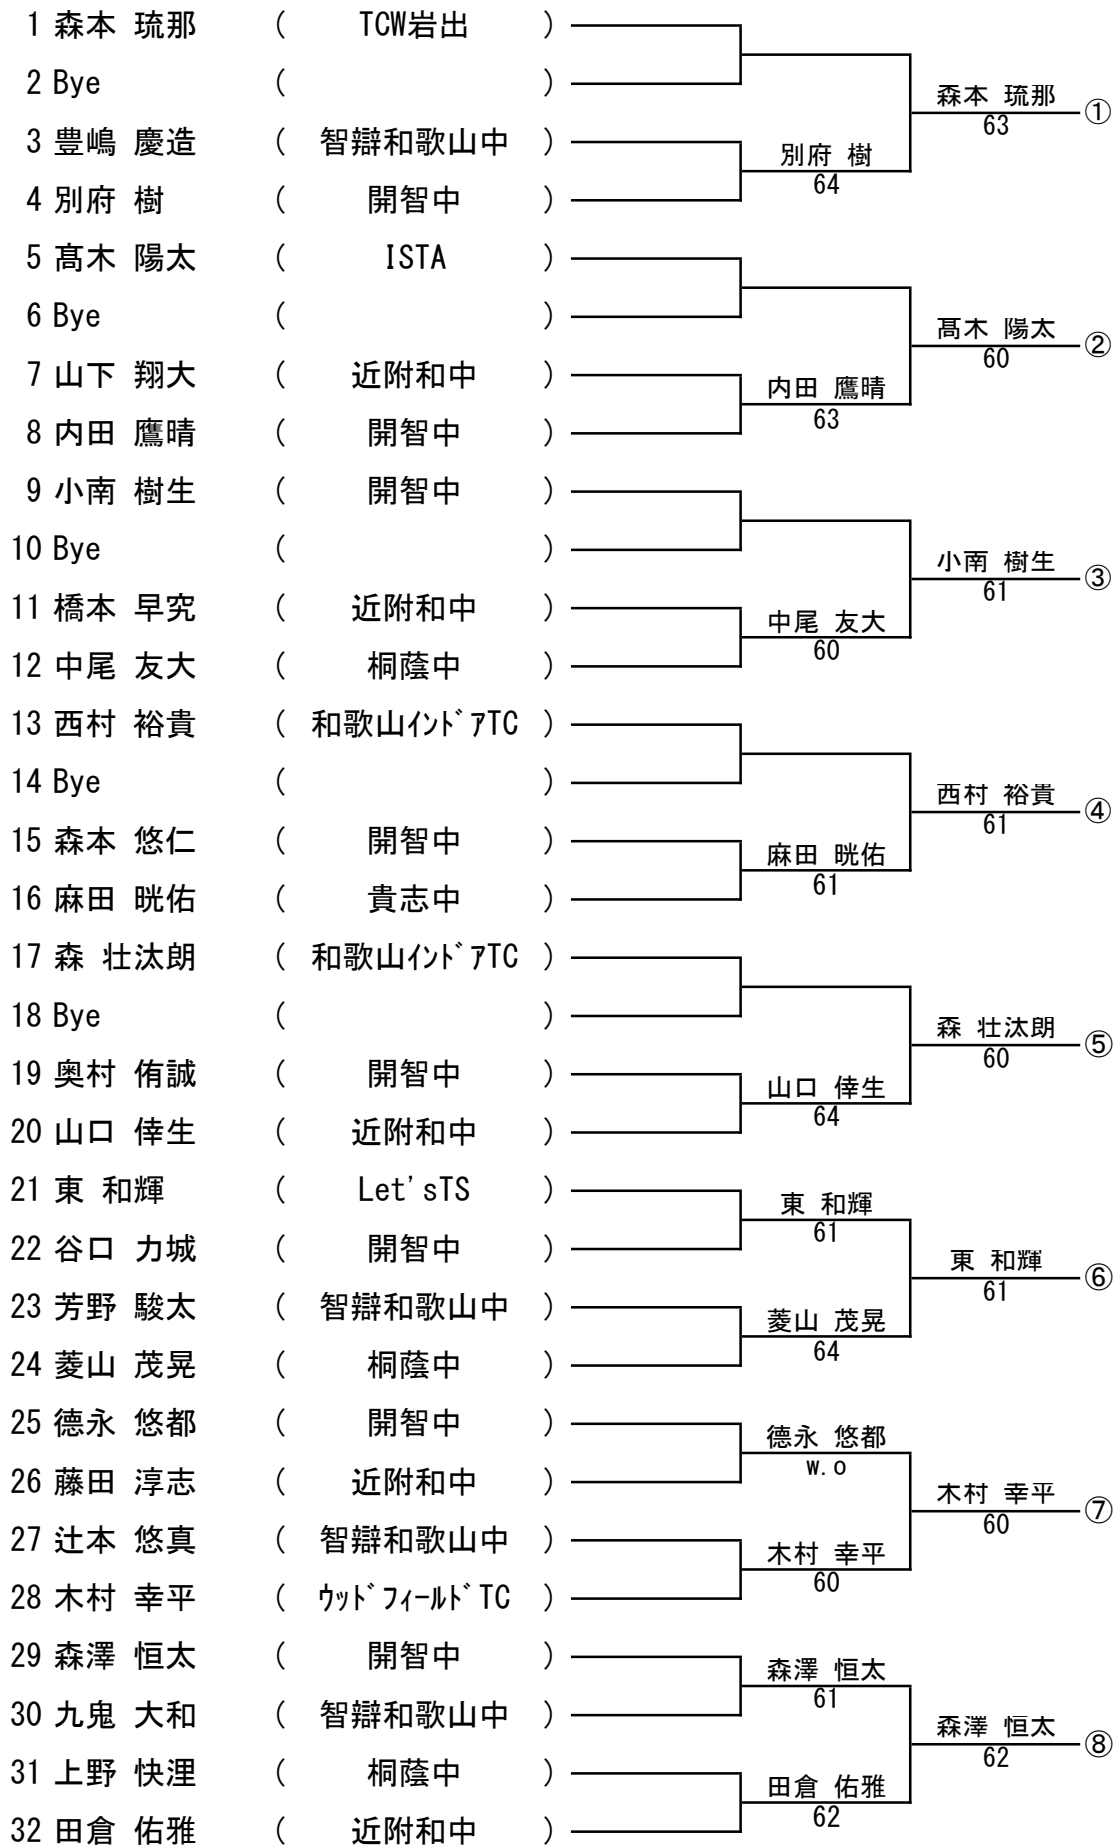 1 森本 琉那 ( TCW岩出 )
2 Bye ( )
森本 琉那 ①
63
3 豊嶋 慶造 ( 智辯和歌山中 )
別府 樹
64
4 別府 樹 ( 開智中 )
5 髙木 陽太 ( ISTA )
6 Bye ( )
髙木 陽太 ②
60
7 山下 翔大 ( 近附和中 )
内田 鷹晴
63
8 内田 鷹晴 ( 開智中 )
9 小南 樹生 ( 開智中 )
10 Bye ( )
小南 樹生 ③
61
11 橋本 早究 ( 近附和中 )
中尾 友大
60
12 中尾 友大 ( 桐蔭中 )
13 西村 裕貴 ( 和歌山ｲﾝﾄﾞｱTC )
14 Bye ( )
西村 裕貴 ④
61
15 森本 悠仁 ( 開智中 )
麻田 晄佑
61
16 麻田 晄佑 ( 貴志中 )
17 森 壮汰朗 ( 和歌山ｲﾝﾄﾞｱTC )
18 Bye ( )
森 壮汰朗 ⑤
60
19 奥村 侑誠 ( 開智中 )
山口 倖生
64
20 山口 倖生 ( 近附和中 )
21 東 和輝 ( Let'sTS )
東 和輝
61
22 谷口 力城 ( 開智中 )
東 和輝 ⑥
61
23 芳野 駿太 ( 智辯和歌山中 )
菱山 茂晃
64
24 菱山 茂晃 ( 桐蔭中 )
25 德永 悠都 ( 開智中 )
德永 悠都
w.o
26 藤田 淳志 ( 近附和中 )
木村 幸平 ⑦
60
27 辻本 悠真 ( 智辯和歌山中 )
木村 幸平
60
28 木村 幸平 ( ｳｯﾄﾞﾌｨｰﾙﾄﾞTC )
29 森澤 恒太 ( 開智中 )
森澤 恒太
61
30 九鬼 大和 ( 智辯和歌山中 )
森澤 恒太 ⑧
62
31 上野 快浬 ( 桐蔭中 )
田倉 佑雅
62
32 田倉 佑雅 ( 近附和中 )